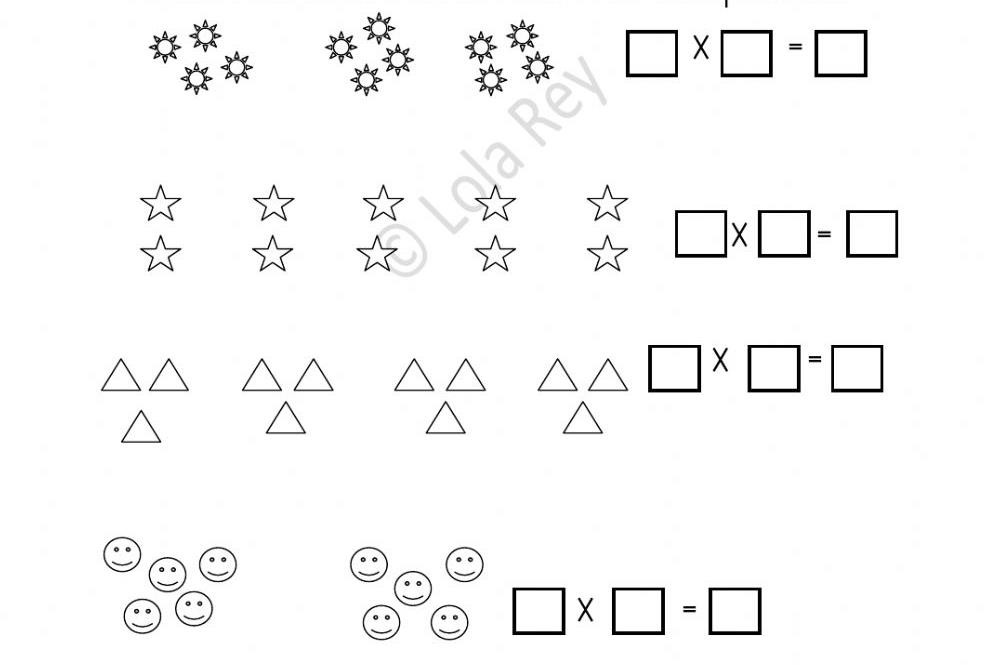 X =
© Lola Rey
X =
X =
X =